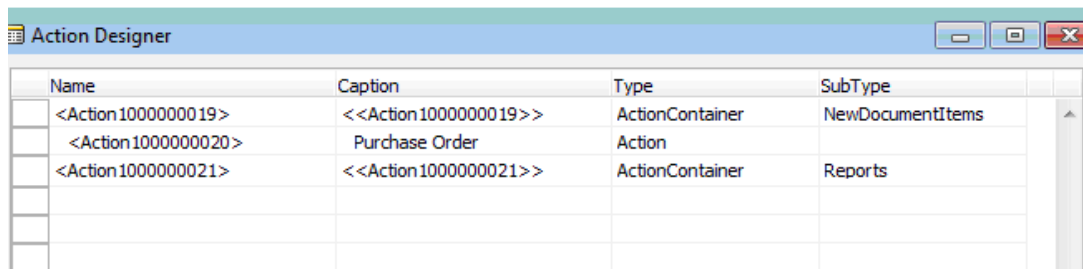 Action Designer
Name Caption Type SubType
<Action1000000019> <<Action1000000019>> ActionContainer NewDocumentItems
<Action1000000020> Purchase Order Action
<Action1000000021> <<Action1000000021>> ActionContainer Reports